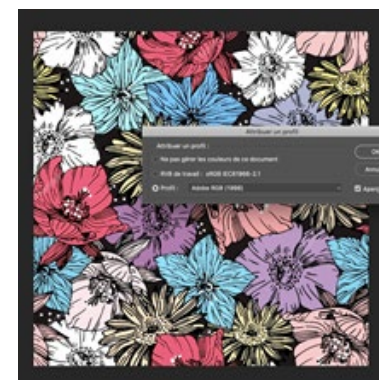 Attribuer un profil
Attribuer un profil :
Ne pas gérer les couleurs de ce document
RVB de travail : sRGB IEC61966-2.1
Profil : Adobe RGB (1998)